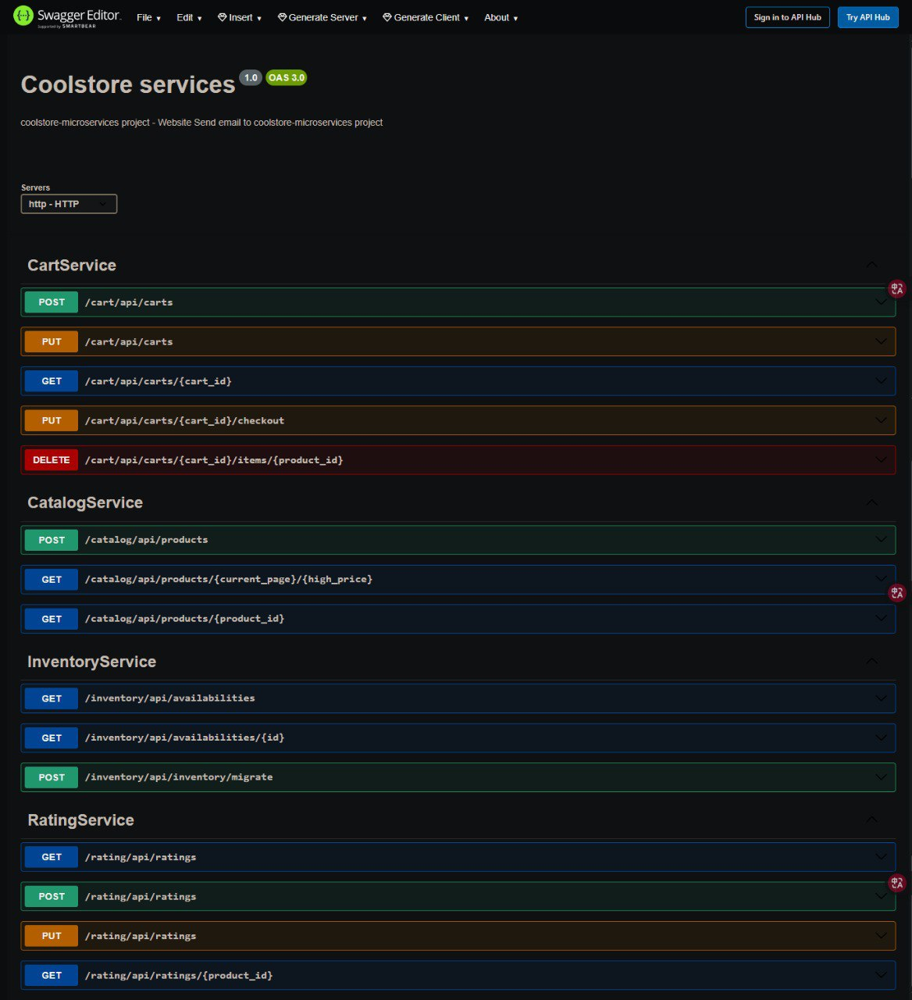 Swagger Editor.
Supported by SMARTBEAR
File Edit Insert Generate Server Generate Client About
Sign in to API Hub
Try API Hub
Coolstore services 1.0 OAS 3.0
coolstore-microservices project - Website Send email to coolstore-microservices project
Servers
http - HTTP
CartService
POST /cart/api/carts
PUT /cart/api/carts
GET /cart/api/carts/{cart_id}
PUT /cart/api/carts/{cart_id}/checkout
DELETE /cart/api/carts/{cart_id}/items/{product_id}
CatalogService
POST /catalog/api/products
GET /catalog/api/products/{current_page}/{high_price}
GET /catalog/api/products/{product_id}
InventoryService
GET /inventory/api/availabilities
GET /inventory/api/availabilities/{id}
POST /inventory/api/inventory/migrate
RatingService
GET /rating/api/ratings
POST /rating/api/ratings
PUT /rating/api/ratings
GET /rating/api/ratings/{product_id}